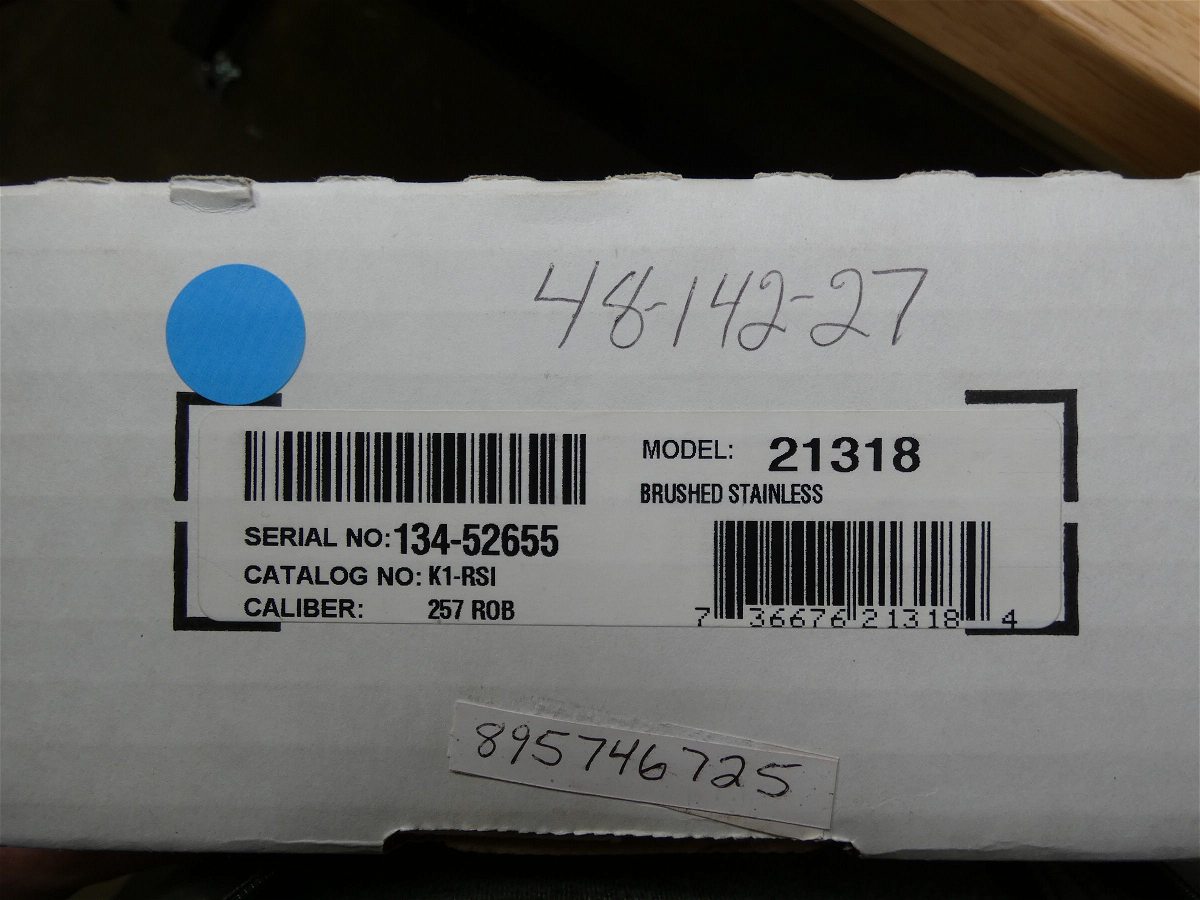 48-142-27
MODEL: 21318
BRUSHED STAINLESS
SERIAL NO: 134-52655
CATALOG NO: K1-RSI
CALIBER: 257 ROB
7 36676 21318 4
895746725